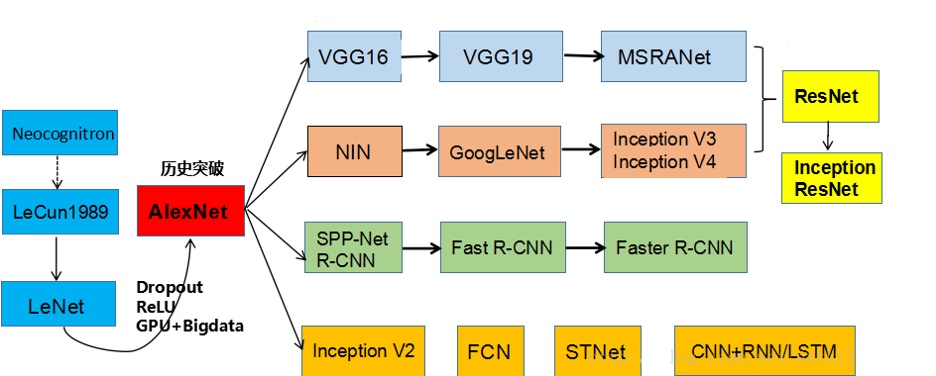 Neocognitron
LeCun1989
LeNet
历史突破
AlexNet
Dropout
ReLU
GPU+Bigdata
VGG16
VGG19
MSRANet
NIN
GoogLeNet
Inception V3
Inception V4
SPP-Net
R-CNN
Fast R-CNN
Faster R-CNN
Inception V2
FCN
STNet
CNN+RNN/LSTM
ResNet
Inception
ResNet